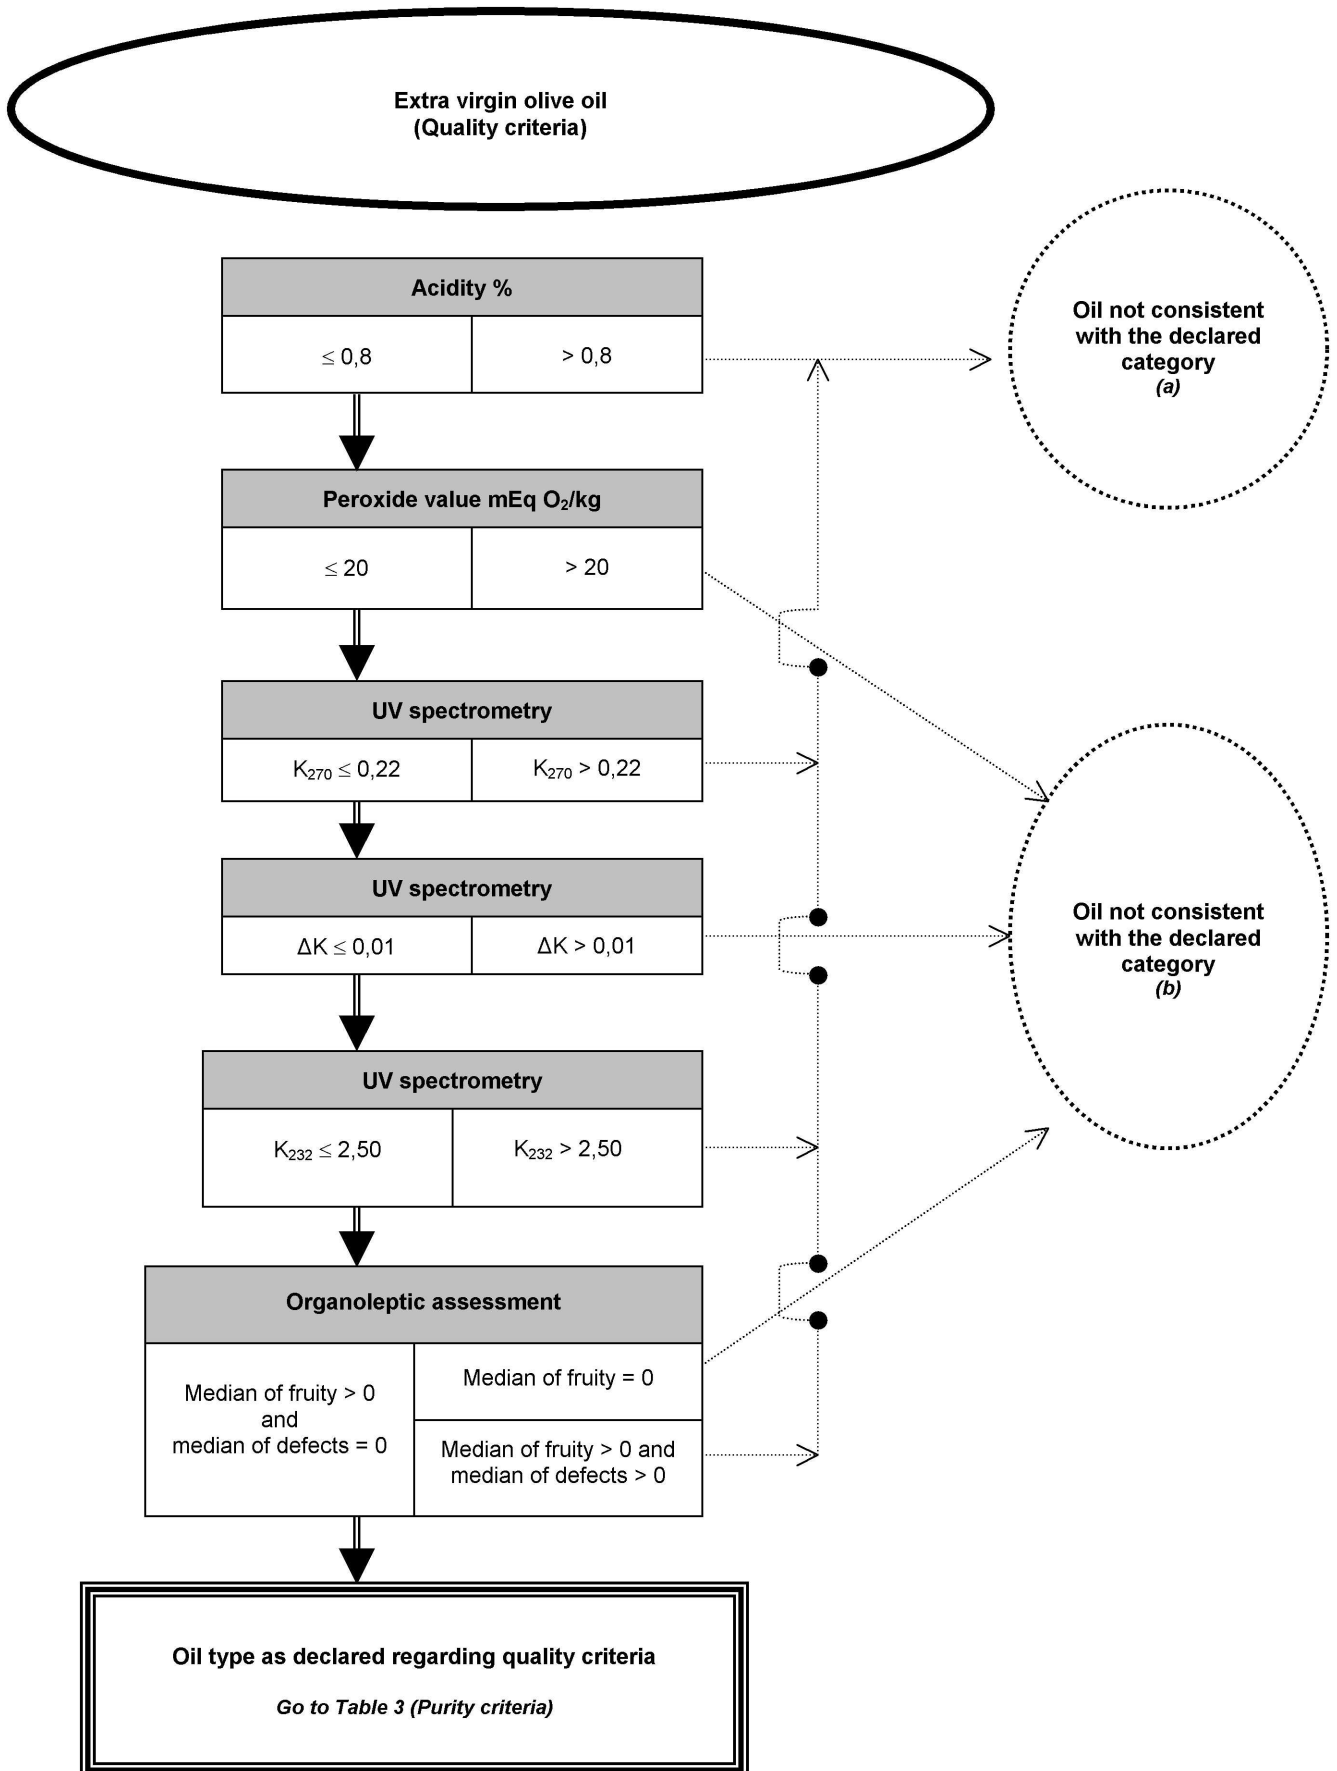 Extra virgin olive oil
(Quality criteria)
Acidity %
≤ 0,8
> 0,8
Oil not consistent
with the declared
category
(a)
Peroxide value mEq O₂/kg
≤ 20
> 20
UV spectrometry
K₂₇₀ ≤ 0,22
K₂₇₀ > 0,22
UV spectrometry
ΔK ≤ 0,01
ΔK > 0,01
Oil not consistent
with the declared
category
(b)
UV spectrometry
K₂₃₂ ≤ 2,50
K₂₃₂ > 2,50
Organoleptic assessment
Median of fruity > 0
and
median of defects = 0
Median of fruity = 0
Median of fruity > 0 and
median of defects > 0
Oil type as declared regarding quality criteria
Go to Table 3 (Purity criteria)